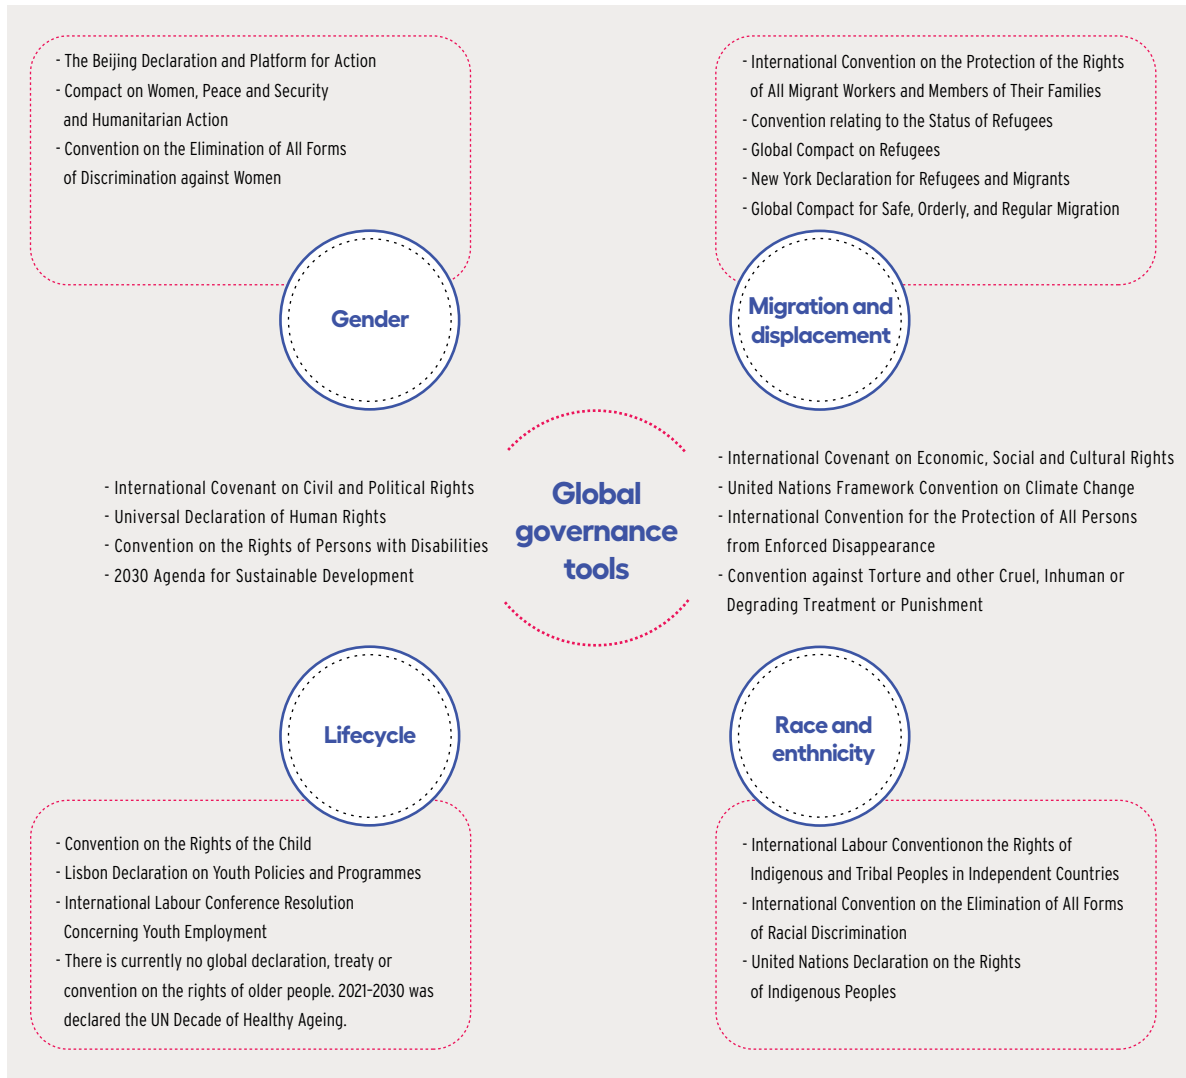 - The Beijing Declaration and Platform for Action
- Compact on Women, Peace and Security
and Humanitarian Action
- Convention on the Elimination of All Forms
of Discrimination against Women
Gender
- International Convention on the Protection of the Rights
of All Migrant Workers and Members of Their Families
- Convention relating to the Status of Refugees
- Global Compact on Refugees
- New York Declaration for Refugees and Migrants
- Global Compact for Safe, Orderly, and Regular Migration
Migration and
displacement
- International Covenant on Civil and Political Rights
- Universal Declaration of Human Rights
- Convention on the Rights of Persons with Disabilities
- 2030 Agenda for Sustainable Development
Global
governance
tools
- International Covenant on Economic, Social and Cultural Rights
- United Nations Framework Convention on Climate Change
- International Convention for the Protection of All Persons
from Enforced Disappearance
- Convention against Torture and other Cruel, Inhuman or
Degrading Treatment or Punishment
Lifecycle
- Convention on the Rights of the Child
- Lisbon Declaration on Youth Policies and Programmes
- International Labour Conference Resolution
Concerning Youth Employment
- There is currently no global declaration, treaty or
convention on the rights of older people. 2021–2030 was
declared the UN Decade of Healthy Ageing.
Race and
enthnicity
- International Labour Conventionon the Rights of
Indigenous and Tribal Peoples in Independent Countries
- International Convention on the Elimination of All Forms
of Racial Discrimination
- United Nations Declaration on the Rights
of Indigenous Peoples